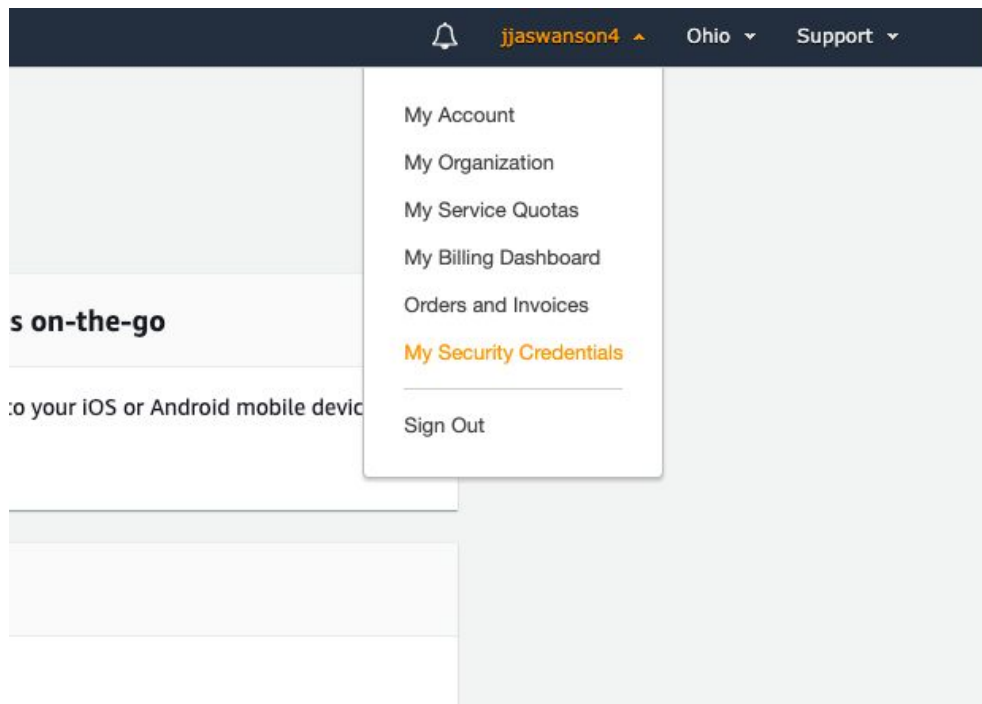 jjaswanson4 Ohio Support
My Account
My Organization
My Service Quotas
My Billing Dashboard
Orders and Invoices
My Security Credentials
Sign Out
s on-the-go
to your iOS or Android mobile devic